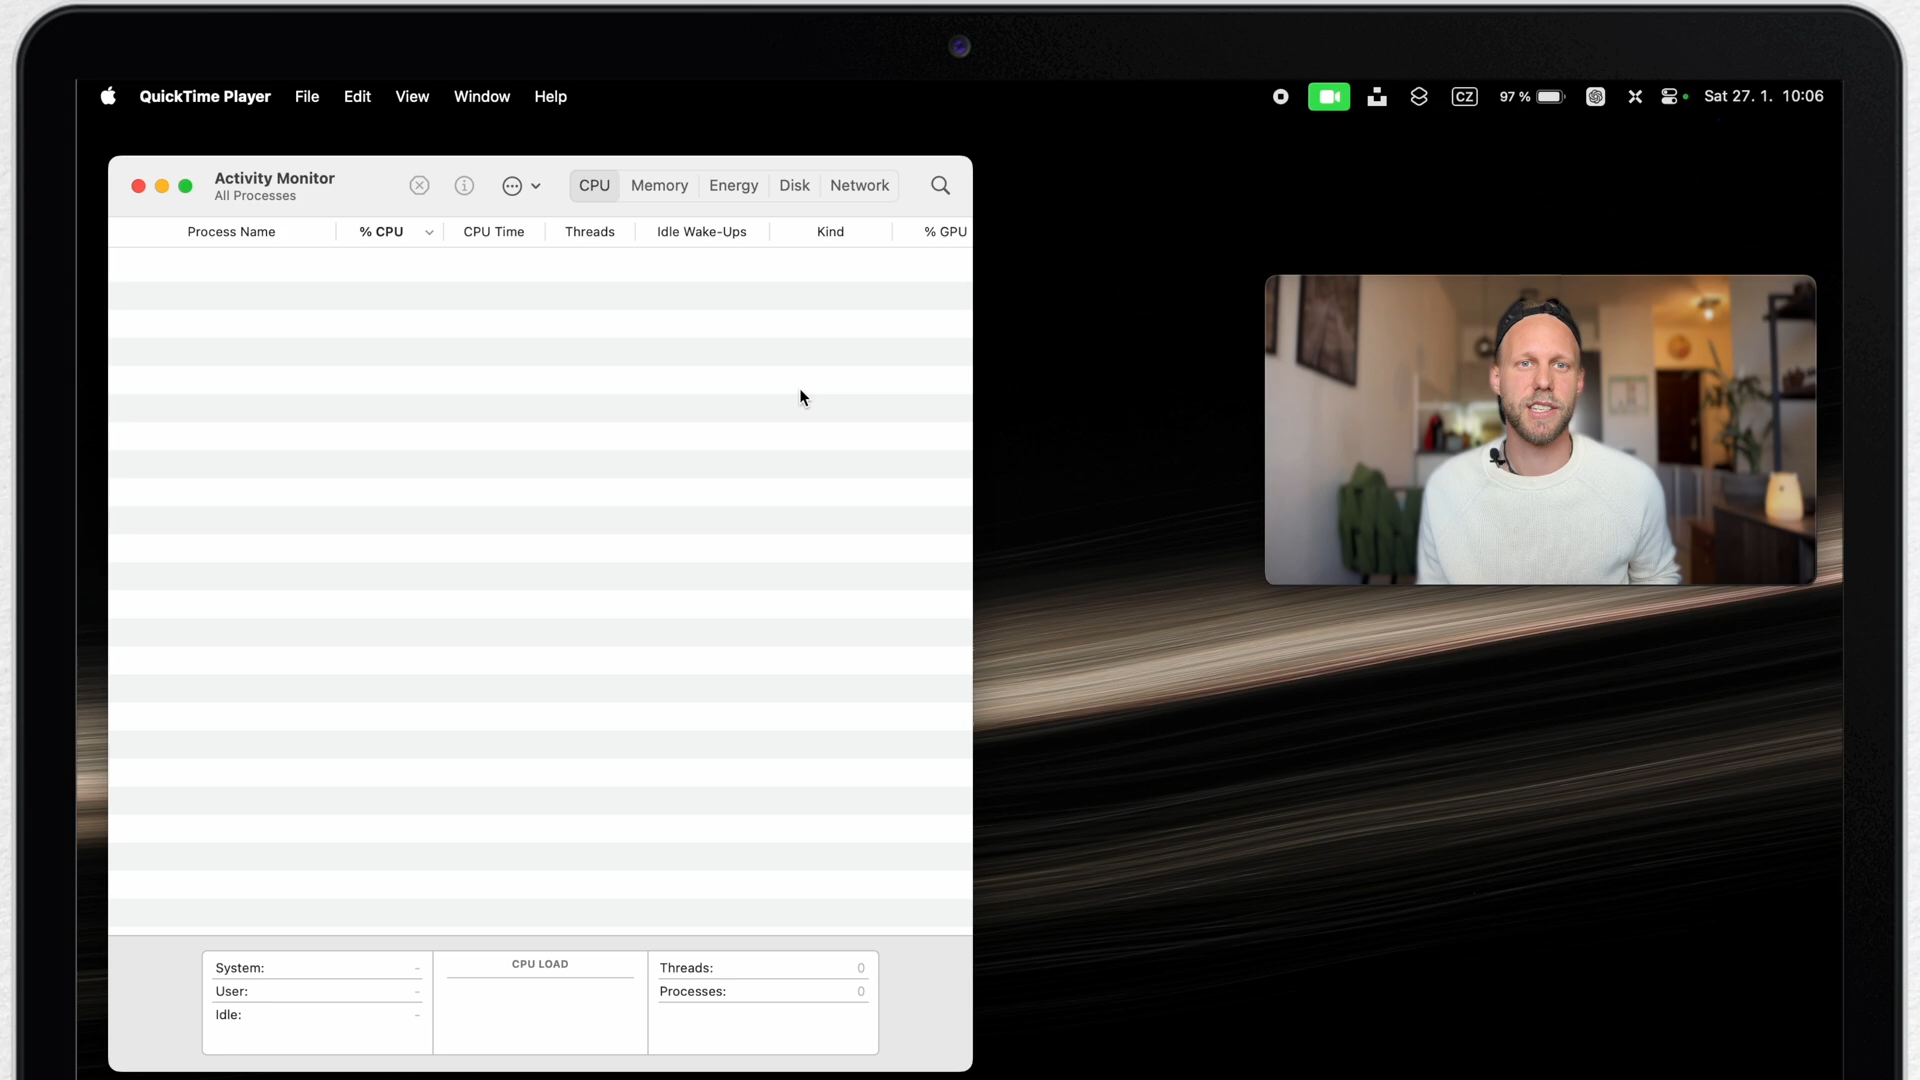 QuickTime Player File Edit View Window Help CZ 97 % Sat 27. 1. 10:06
Activity Monitor
All Processes
CPU Memory Energy Disk Network
Process Name % CPU CPU Time Threads Idle Wake-Ups Kind % GPU
System: -
User: -
Idle: -
CPU LOAD
Threads: 0
Processes: 0